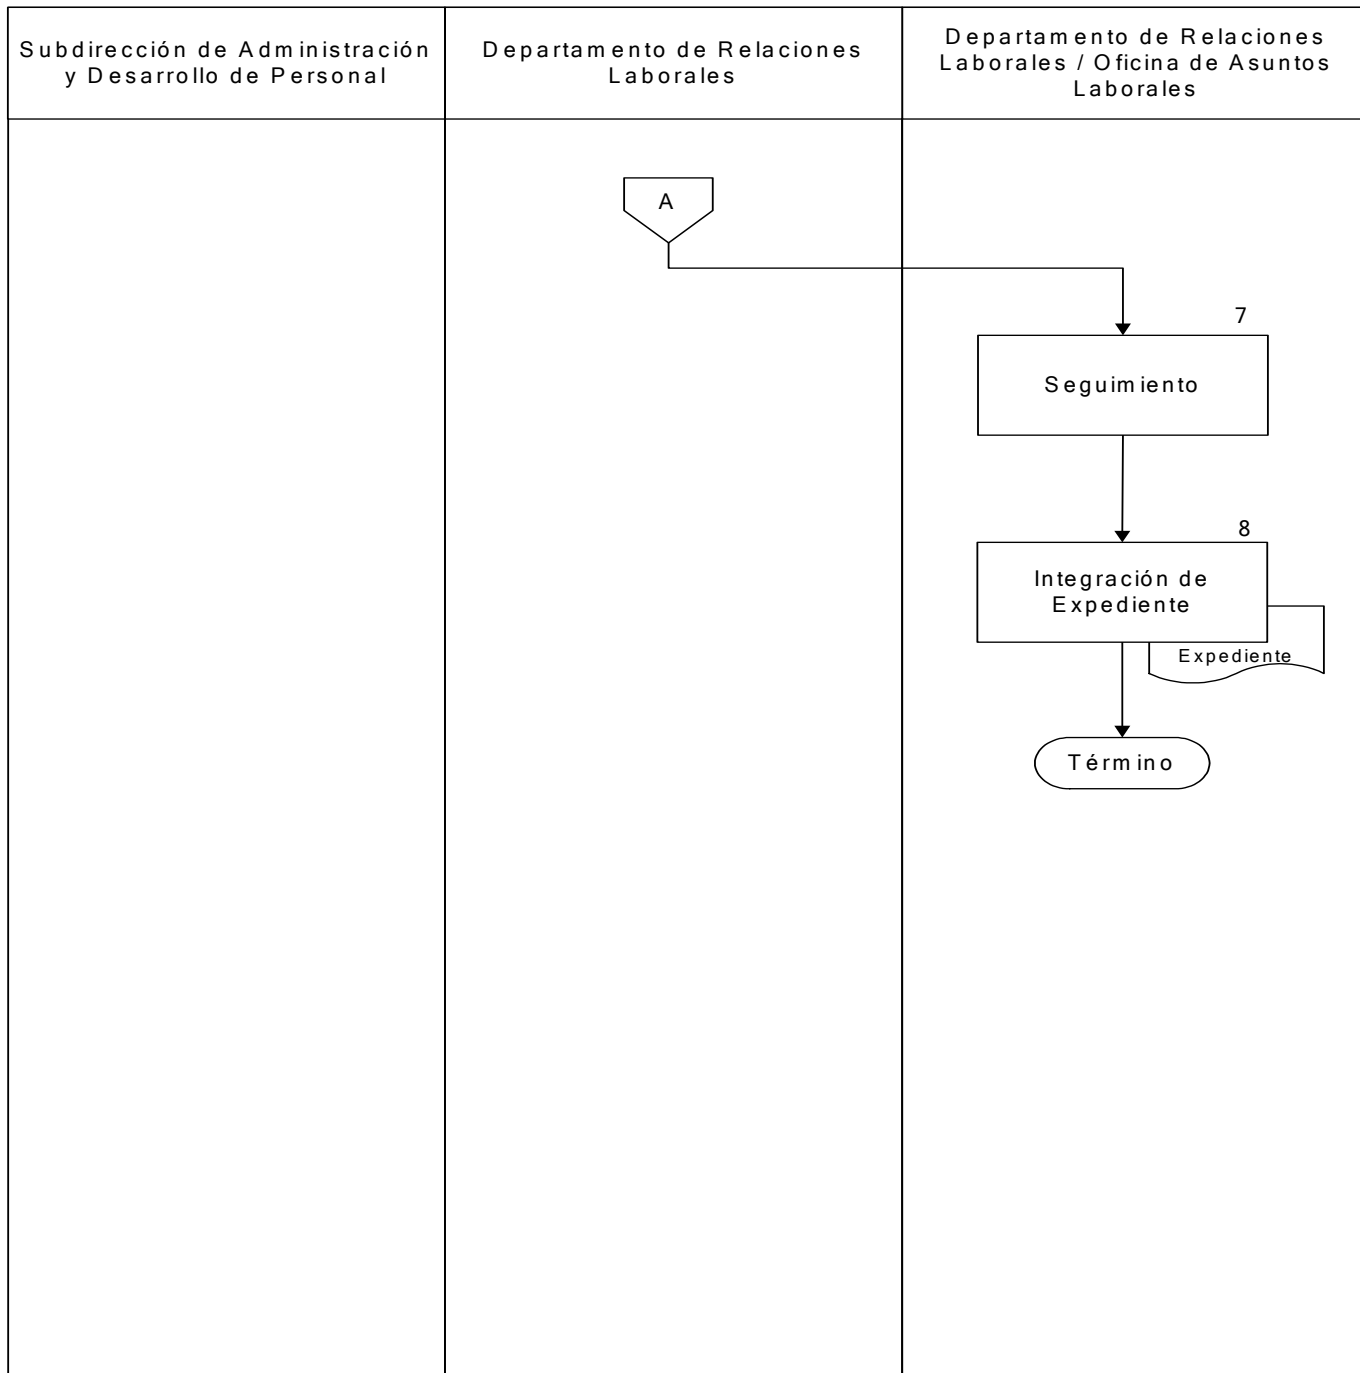 Subdirección de Administración
y Desarrollo de Personal
Departamento de Relaciones
Laborales
Departamento de Relaciones
Laborales / Oficina de Asuntos
Laborales
A
7
Seguimiento
8
Integración de
Expediente
Expediente
Término